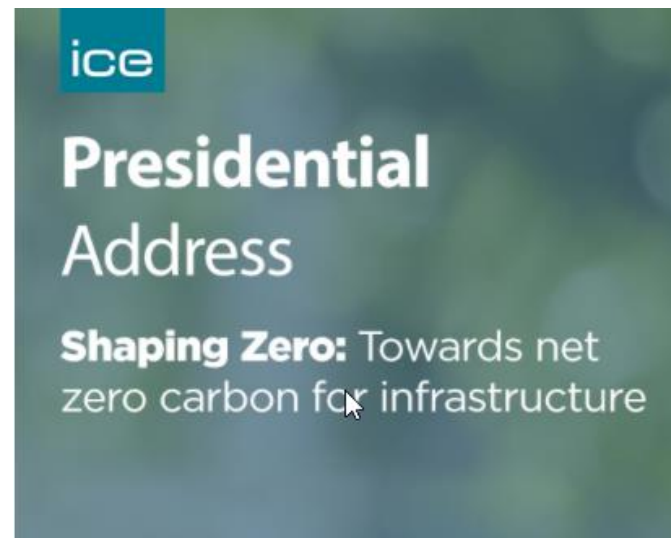 ice
Presidential
Address
Shaping Zero: Towards net
zero carbon for infrastructure